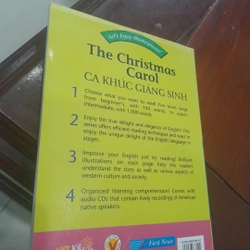 Let's Enjoy Masterpieces!
The Christmas
Carol
CA KHÚC GIÁNG SINH
1 Choose what you want to read! Five level range
from beginner's, with 350 words, to upper-
intermediate, with 1,000 words.
2 Enjoy the true delight and elegance of English! This
series offers efficient reading techniques and ways to
enjoy the unique delight of the English language in
stages.
3 Improve your English just by reading! Brilliant
illustrations on each page help the readers
understand the story as well as various aspects of
western culture and society.
4 Organized listening comprehension! Comes with
audio CDs that contain lively recording of American
native speakers.
First News